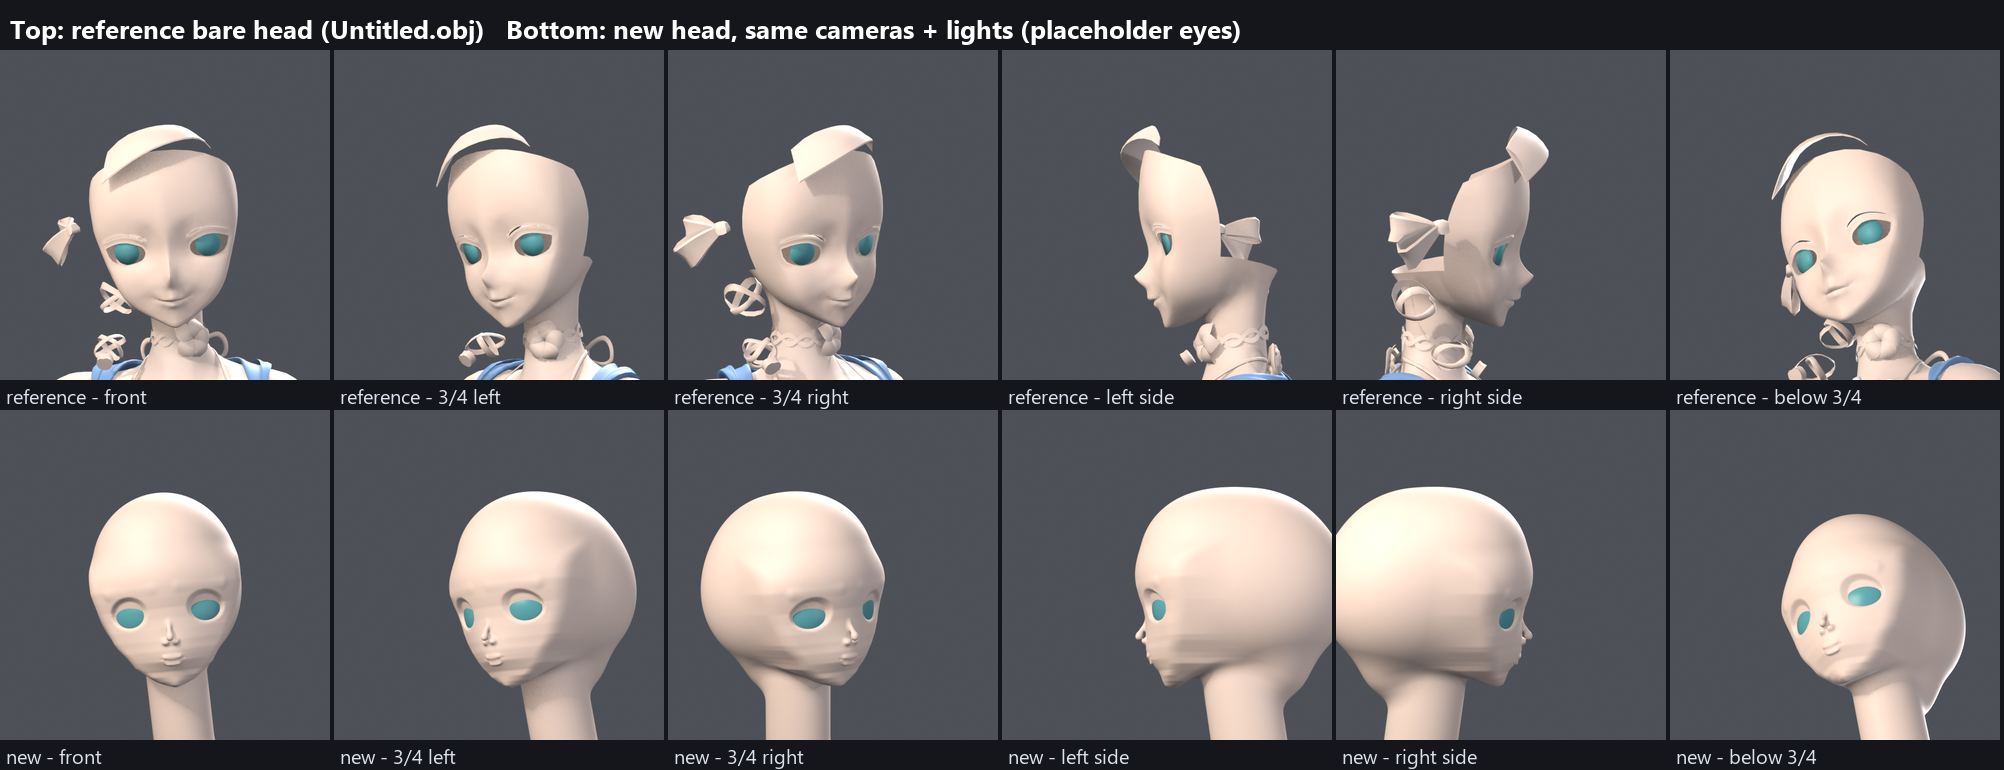 Top: reference bare head (Untitled.obj)   Bottom: new head, same cameras + lights (placeholder eyes)
reference - front
reference - 3/4 left
reference - 3/4 right
reference - left side
reference - right side
reference - below 3/4
new - front
new - 3/4 left
new - 3/4 right
new - left side
new - right side
new - below 3/4